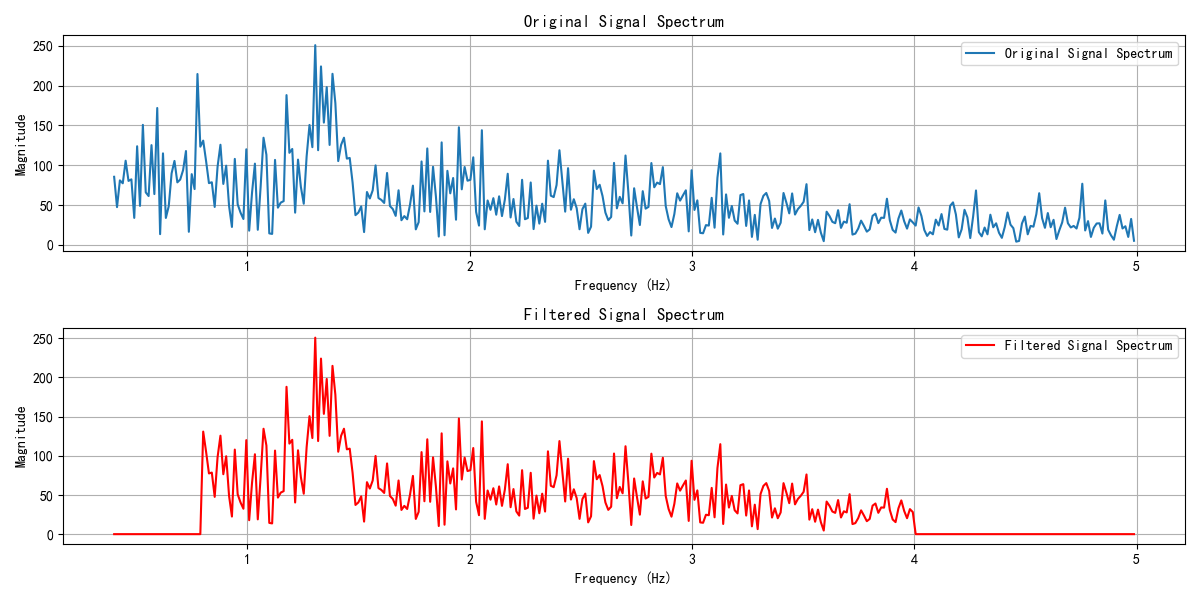 Original Signal Spectrum
250
200
150
100
50
0
Magnitude
Original Signal Spectrum
1
2
3
4
5
Frequency (Hz)
Filtered Signal Spectrum
250
200
150
100
50
0
Magnitude
Filtered Signal Spectrum
1
2
3
4
5
Frequency (Hz)